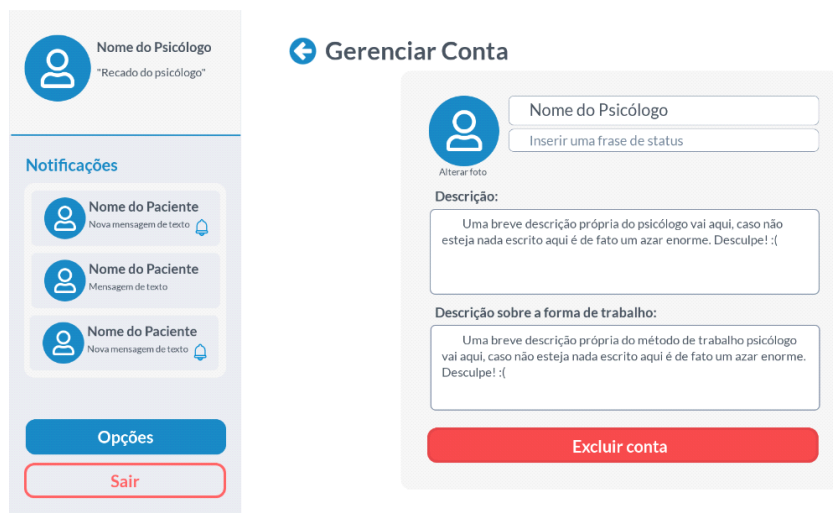 Nome do Psicólogo
"Recado do psicólogo"
Notificações
Nome do Paciente
Nova mensagem de texto
Nome do Paciente
Mensagem de texto
Nome do Paciente
Nova mensagem de texto
Opções
Sair
Gerenciar Conta
Nome do Psicólogo
Inserir uma frase de status
Alterar foto
Descrição:
Uma breve descrição própria do psicólogo vai aqui, caso não
esteja nada escrito aqui é de fato um azar enorme. Desculpe! :(
Descrição sobre a forma de trabalho:
Uma breve descrição própria do método de trabalho psicólogo
vai aqui, caso não esteja nada escrito aqui é de fato um azar enorme.
Desculpe! :(
Excluir conta